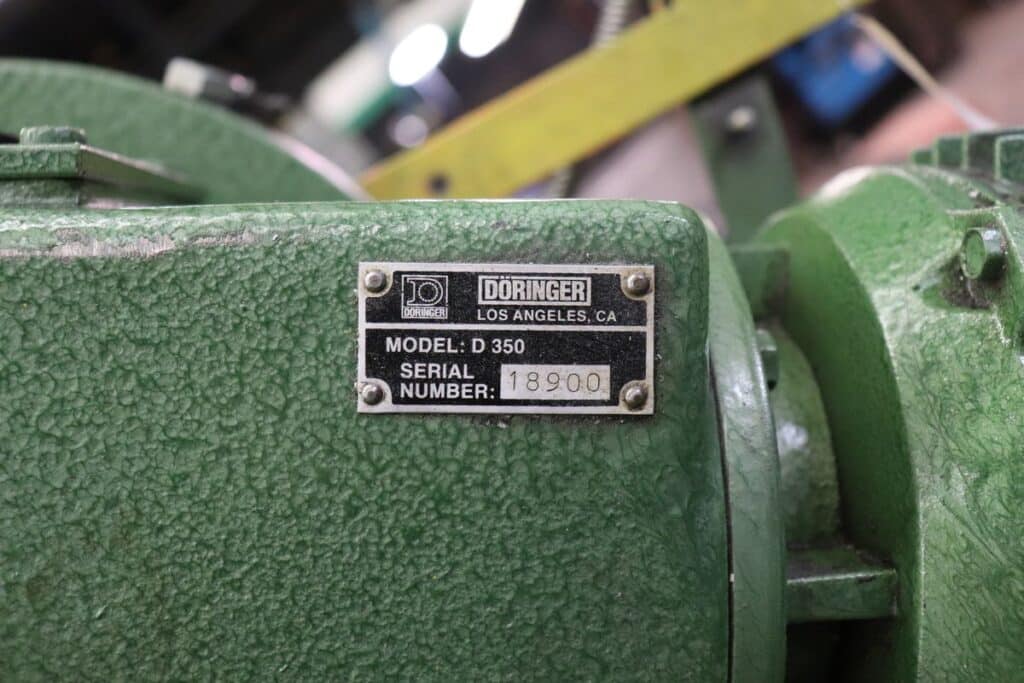 DÖRINGER
DÖRINGER
LOS ANGELES, CA
MODEL: D 350
SERIAL
NUMBER: 18900